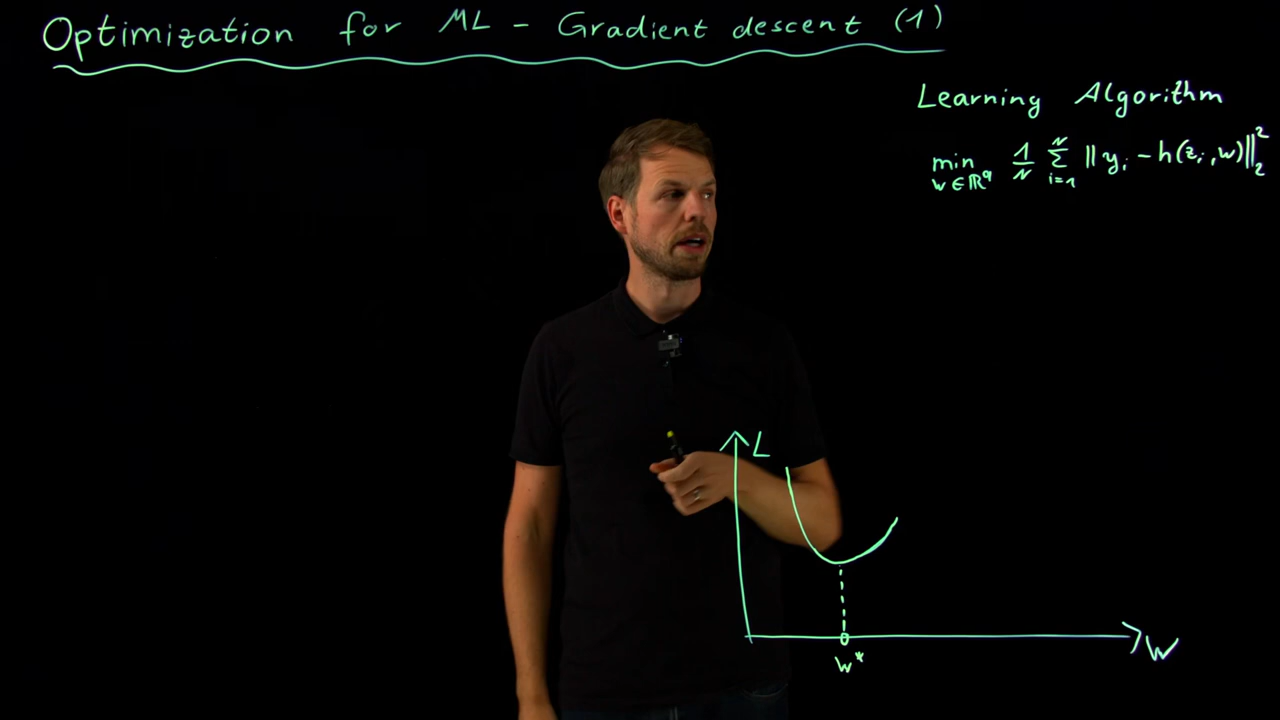 Optimization for ML - Gradient descent (1)
Learning Algorithm
min w∈ℝ^q 1/N Σ_{i=1}^N ‖y_i - h(z_i, w)‖_2^2
L
w*
W